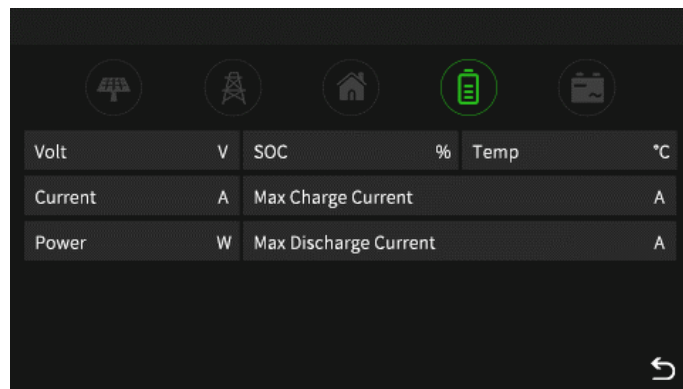 Volt V SOC % Temp °C
Current A Max Charge Current A
Power W Max Discharge Current A